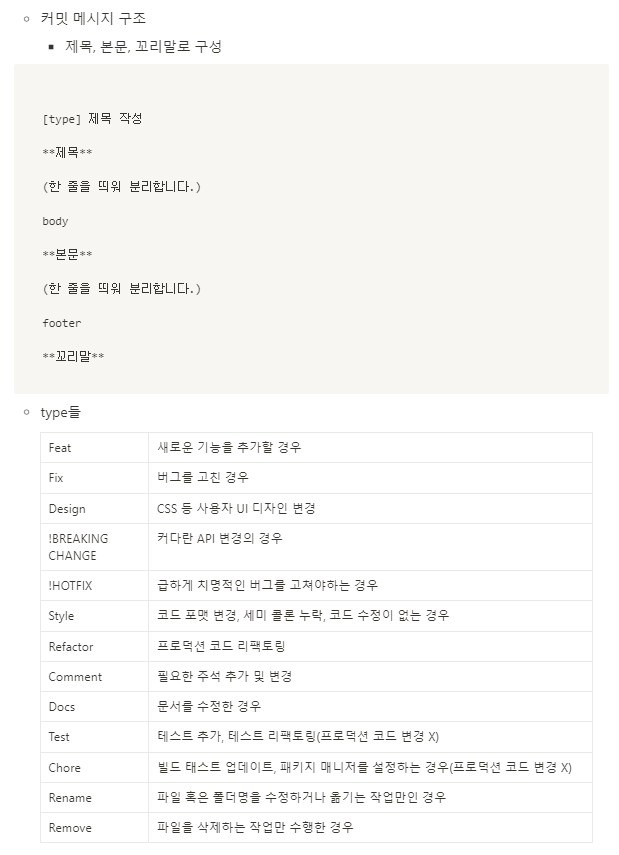 커밋 메시지 구조
제목, 본문, 꼬리말로 구성
[type] 제목 작성
**제목**
(한 줄을 띄워 분리합니다.)
body
**본문**
(한 줄을 띄워 분리합니다.)
footer
**꼬리말**
type들
Feat 새로운 기능을 추가할 경우
Fix 버그를 고친 경우
Design CSS 등 사용자 UI 디자인 변경
!BREAKING 커다란 API 변경의 경우
CHANGE
!HOTFIX 급하게 치명적인 버그를 고쳐야하는 경우
Style 코드 포맷 변경, 세미 콜론 누락, 코드 수정이 없는 경우
Refactor 프로덕션 코드 리팩토링
Comment 필요한 주석 추가 및 변경
Docs 문서를 수정한 경우
Test 테스트 추가, 테스트 리팩토링(프로덕션 코드 변경 X)
Chore 빌드 태스트 업데이트, 패키지 매니저를 설정하는 경우(프로덕션 코드 변경 X)
Rename 파일 혹은 폴더명을 수정하거나 옮기는 작업만인 경우
Remove 파일을 삭제하는 작업만 수행한 경우